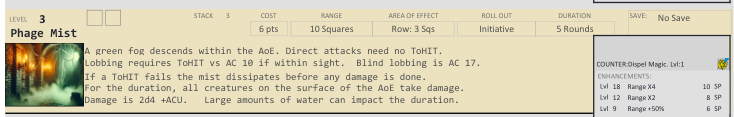 LEVEL 3
Phage Mist
STACK 3
COST
6 pts
RANGE
10 Squares
AREA OF EFFECT
Row: 3 Sqs
ROLL OUT
Initiative
DURATION
5 Rounds
SAVE: No Save
A green fog descends within the AoE. Direct attacks need no ToHIT.
Lobbing requires ToHIT vs AC 10 if within sight. Blind lobbing is AC 17.
If a ToHIT fails the mist dissipates before any damage is done.
For the duration, all creatures on the surface of the AoE take damage.
Damage is 2d4 +ACU. Large amounts of water can impact the duration.
COUNTER:Dispel Magic. Lvl:1
ENHANCEMENTS:
Lvl 18 Range X4 10 SP
Lvl 12 Range X2 8 SP
Lvl 9 Range +50% 6 SP